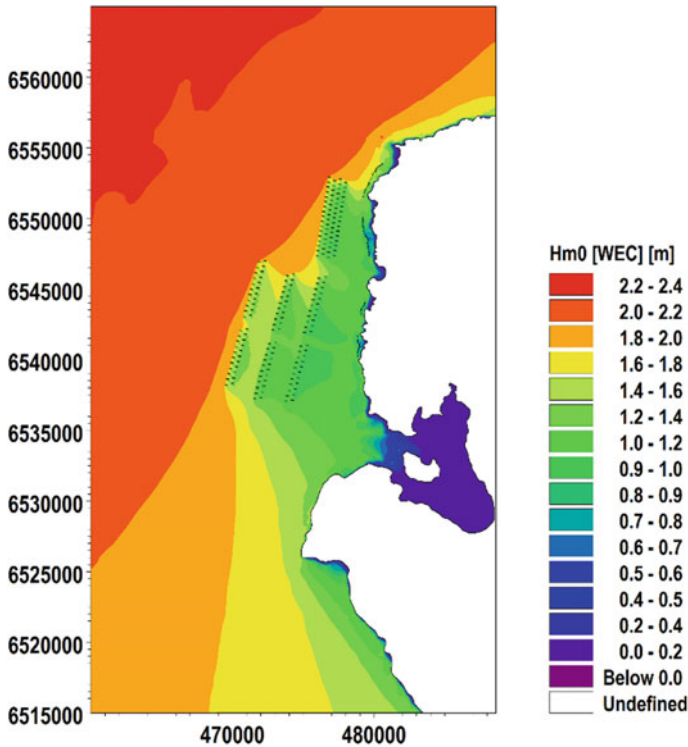 6560000
6555000
6550000
6545000
6540000
6535000
6530000
6525000
6520000
6515000
470000 480000
Hm0 [WEC] [m]
2.2 - 2.4
2.0 - 2.2
1.8 - 2.0
1.6 - 1.8
1.4 - 1.6
1.2 - 1.4
1.0 - 1.2
0.9 - 1.0
0.8 - 0.9
0.7 - 0.8
0.6 - 0.7
0.5 - 0.6
0.4 - 0.5
0.2 - 0.4
0.0 - 0.2
Below 0.0
Undefined